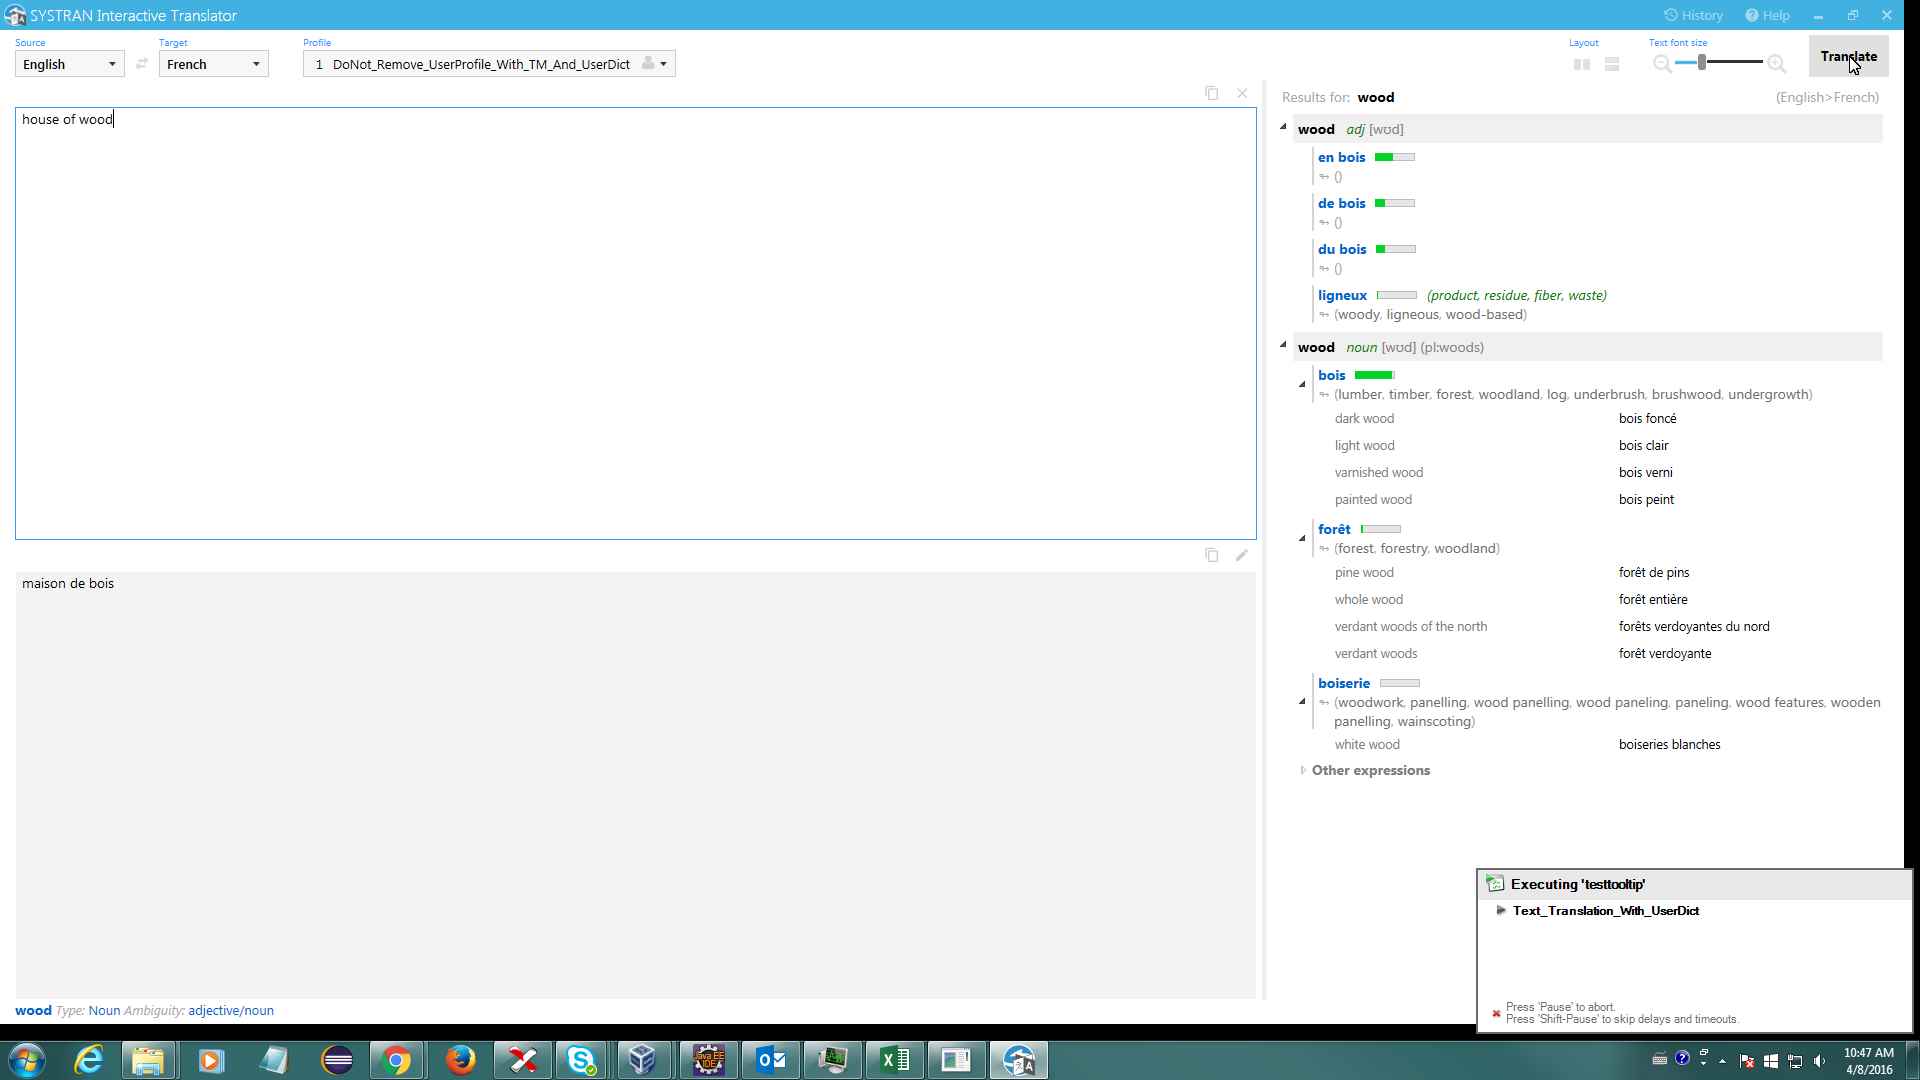 SYSTRAN Interactive Translator
History
Help
Source
Target
Profile
English
French
1 DoNot_Remove_UserProfile_With_TM_And_UserDict
Layout
Text font size
Translate
house of wood
maison de bois
wood Type: Noun Ambiguity: adjective/noun
Results for: wood
(English>French)
wood adj [wʊd]
en bois
()
de bois
()
du bois
()
ligneux (product, residue, fiber, waste)
(woody, ligneous, wood-based)
wood noun [wʊd] (pl:woods)
bois
(lumber, timber, forest, woodland, log, underbrush, brushwood, undergrowth)
dark wood bois foncé
light wood bois clair
varnished wood bois verni
painted wood bois peint
forêt
(forest, forestry, woodland)
pine wood forêt de pins
whole wood forêt entière
verdant woods of the north forêts verdoyantes du nord
verdant woods forêt verdoyante
boiserie
(woodwork, panelling, wood panelling, wood paneling, paneling, wood features, wooden
panelling, wainscoting)
white wood boiseries blanches
Other expressions
Executing 'testtooltip'
Text_Translation_With_UserDict
Press 'Pause' to abort.
Press 'Shift-Pause' to skip delays and timeouts.
Java EE
IDE
10:47 AM
4/8/2016